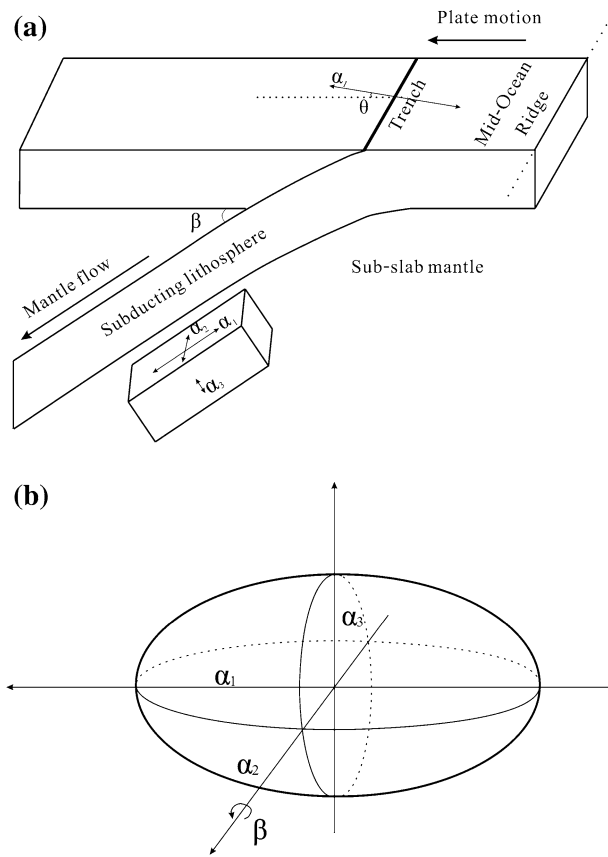 (a)
Plate motion
α₁
θ
Trench
Mid-Ocean
Ridge
β
Mantle flow
Subducting lithosphere
Sub-slab mantle
α₂
α₁
α₃
(b)
α₃
α₁
α₂
β